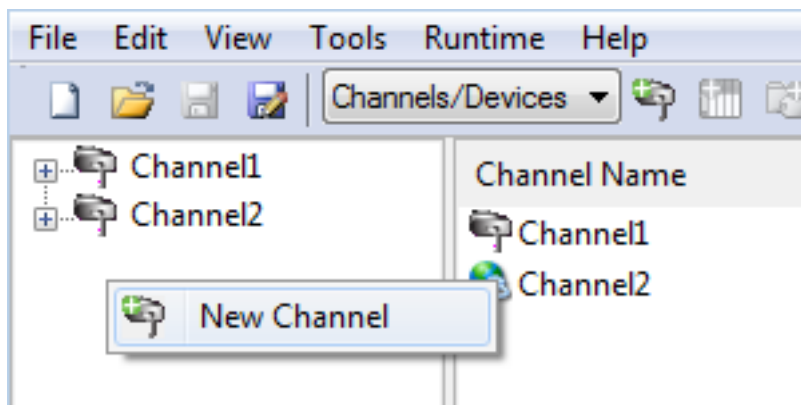 File Edit View Tools Runtime Help
Channels/Devices
Channel1
Channel2
New Channel
Channel Name
Channel1
Channel2